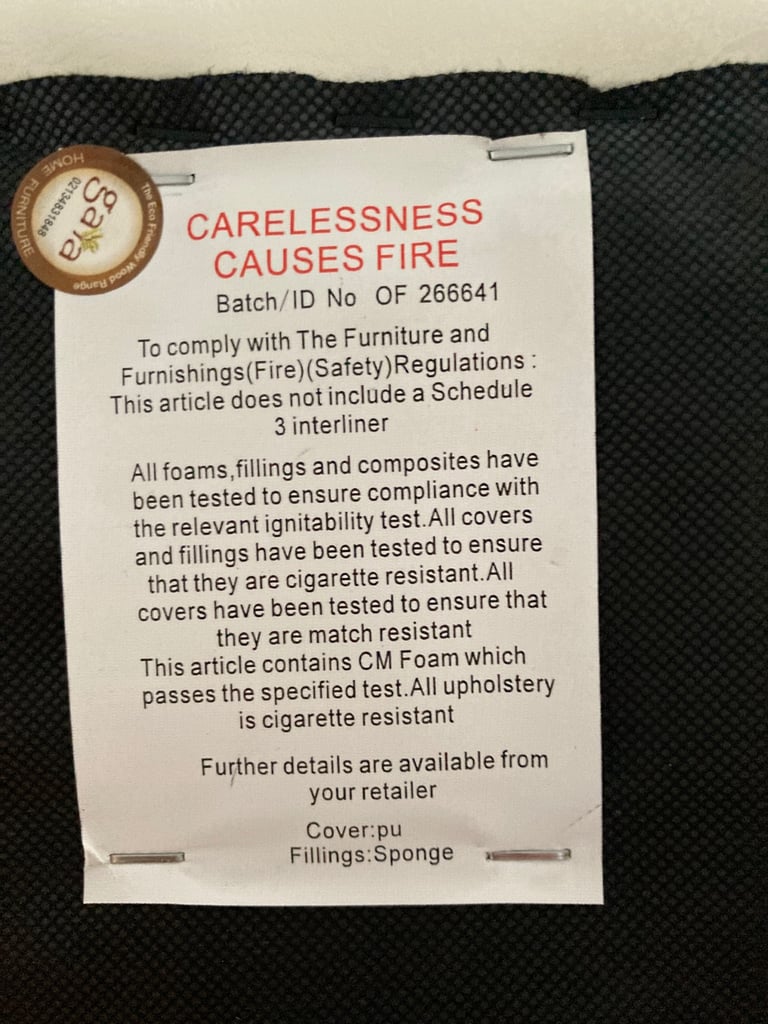 CARELESSNESS
CAUSES FIRE
Batch/ID No OF 266641
To comply with The Furniture and
Furnishings(Fire)(Safety)Regulations :
This article does not include a Schedule
3 interliner
All foams,fillings and composites have
been tested to ensure compliance with
the relevant ignitability test.All covers
and fillings have been tested to ensure
that they are cigarette resistant.All
covers have been tested to ensure that
they are match resistant
This article contains CM Foam which
passes the specified test.All upholstery
is cigarette resistant
Further details are available from
your retailer
Cover:pu
Fillings:Sponge
The Eco Friendly Wood Range
gaia
02134831848
HOME FURNITURE